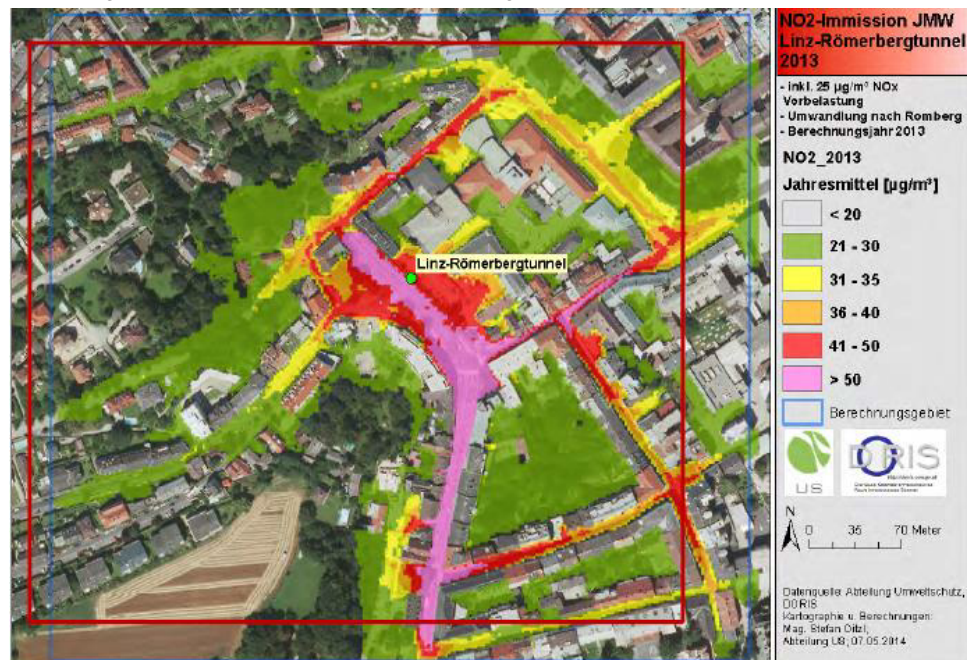 NO2-Immission JMW
Linz-Römerbergtunnel
2013
- inkl. 25 µg/m³ NOx
Vorbelastung
- Umwandlung nach Romberg
- Berechnungsjahr 2013
NO2_2013
Jahresmittel [µg/m³]
< 20
21 - 30
31 - 35
36 - 40
41 - 50
> 50
Berechnungsgebiet
US
DORIS
N
0 35 70 Meter
Datenquelle: Abteilung Umweltschutz,
DORIS
Kartographie u. Berechnungen:
Mag. Stefan Oitzl,
Abteilung US; 07.05.2014
Linz-Römerbergtunnel